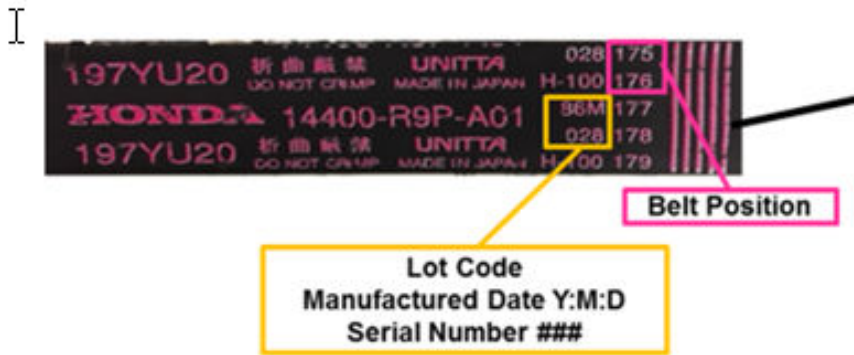 197YU20 折曲厳禁 UNITTA 028 175
DO NOT CRIMP MADE IN JAPAN H-100 176
HONDA 14400-R9P-A01 86M 177
197YU20 折曲厳禁 UNITTA 028 178
DO NOT CRIMP MADE IN JAPAN H-100 179
Belt Position
Lot Code
Manufactured Date Y:M:D
Serial Number ###